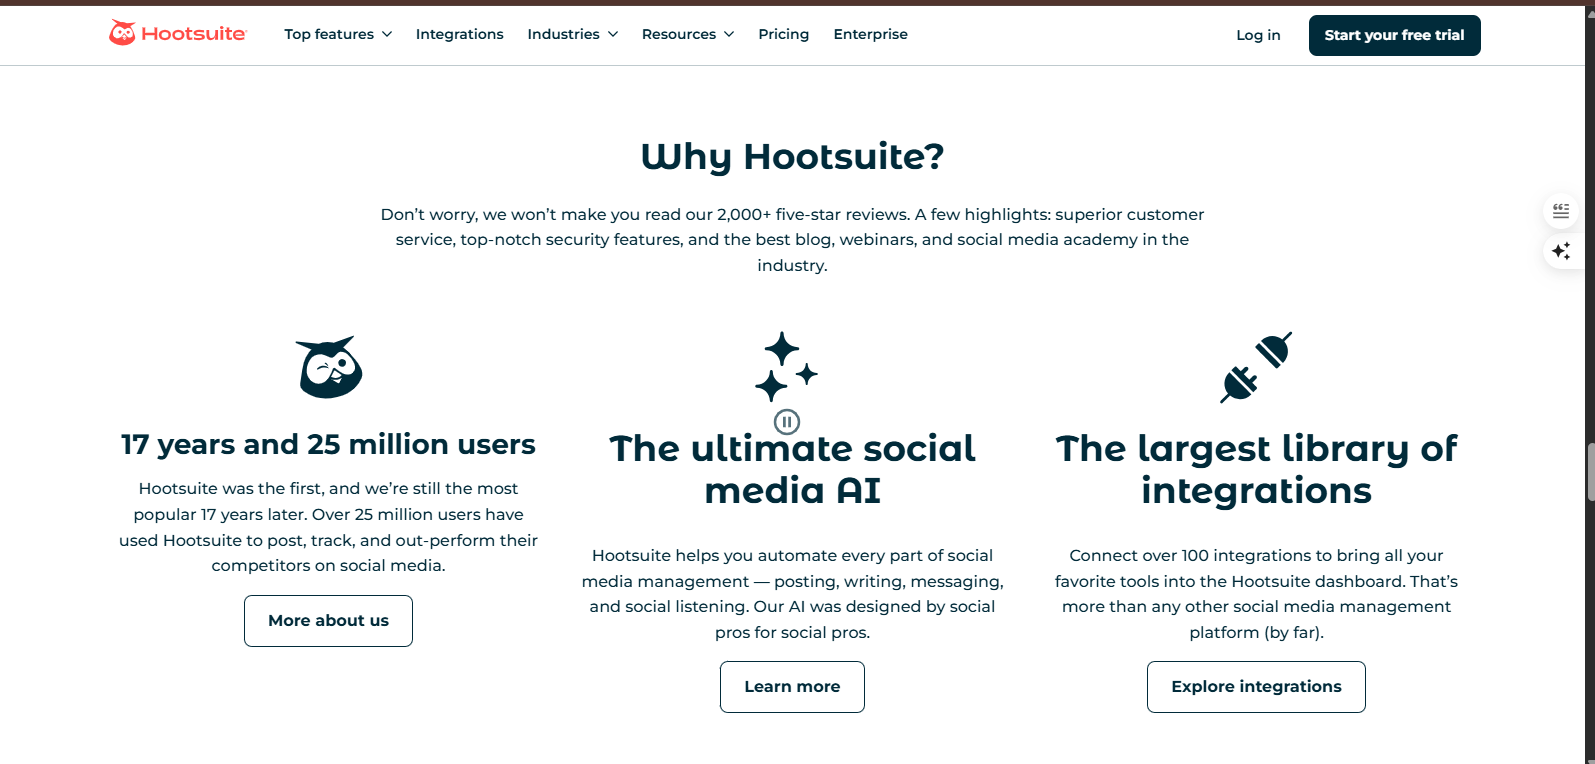 Hootsuite
Top features
Integrations
Industries
Resources
Pricing
Enterprise
Log in
Start your free trial
Why Hootsuite?
Don’t worry, we won’t make you read our 2,000+ five-star reviews. A few highlights: superior customer
service, top-notch security features, and the best blog, webinars, and social media academy in the
industry.
17 years and 25 million users
Hootsuite was the first, and we’re still the most
popular 17 years later. Over 25 million users have
used Hootsuite to post, track, and out-perform their
competitors on social media.
More about us
The ultimate social
media AI
Hootsuite helps you automate every part of social
media management — posting, writing, messaging,
and social listening. Our AI was designed by social
pros for social pros.
Learn more
The largest library of
integrations
Connect over 100 integrations to bring all your
favorite tools into the Hootsuite dashboard. That’s
more than any other social media management
platform (by far).
Explore integrations